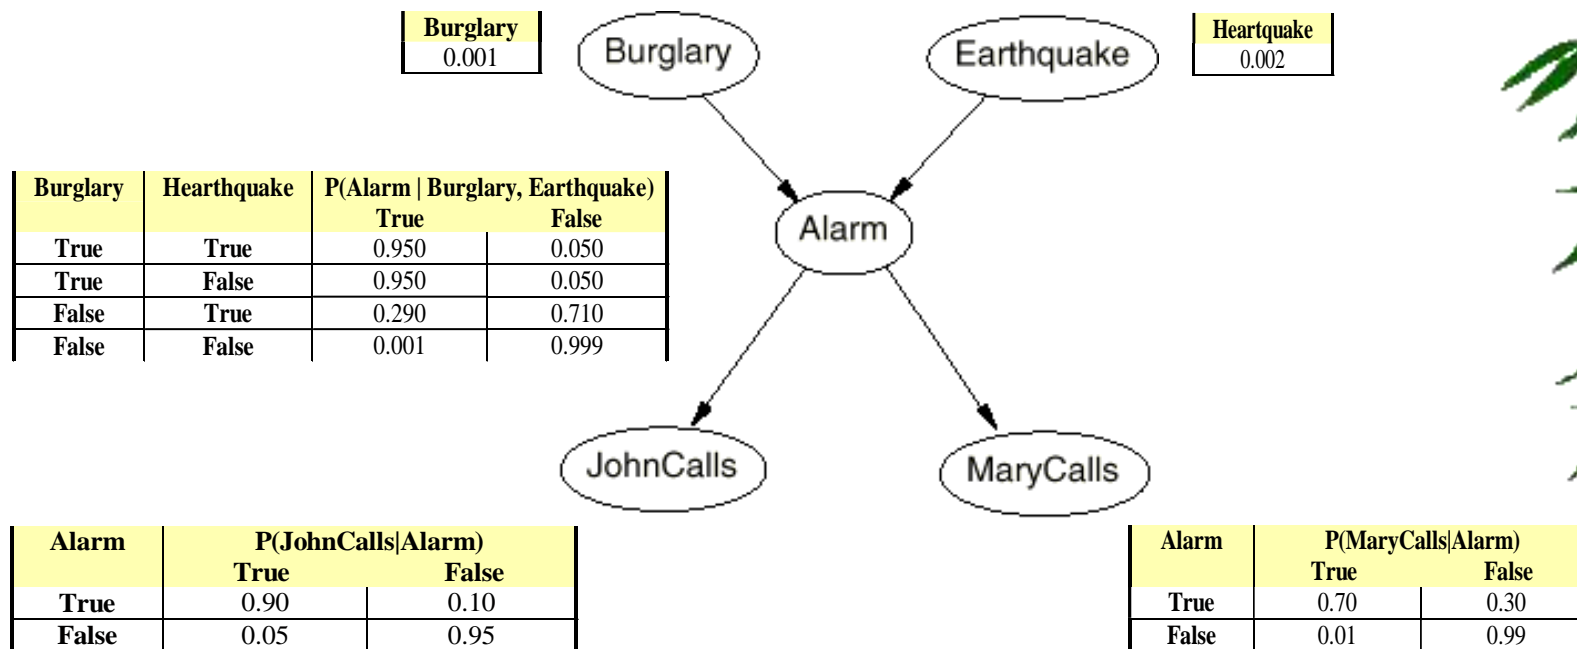 Burglary
0.001
Burglary
Earthquake
Heartquake
0.002
Burglary Hearthquake P(Alarm | Burglary, Earthquake)
True False
True True 0.950 0.050
True False 0.950 0.050
False True 0.290 0.710
False False 0.001 0.999
Alarm
JohnCalls
MaryCalls
Alarm P(JohnCalls|Alarm)
True False
True 0.90 0.10
False 0.05 0.95
Alarm P(MaryCalls|Alarm)
True False
True 0.70 0.30
False 0.01 0.99